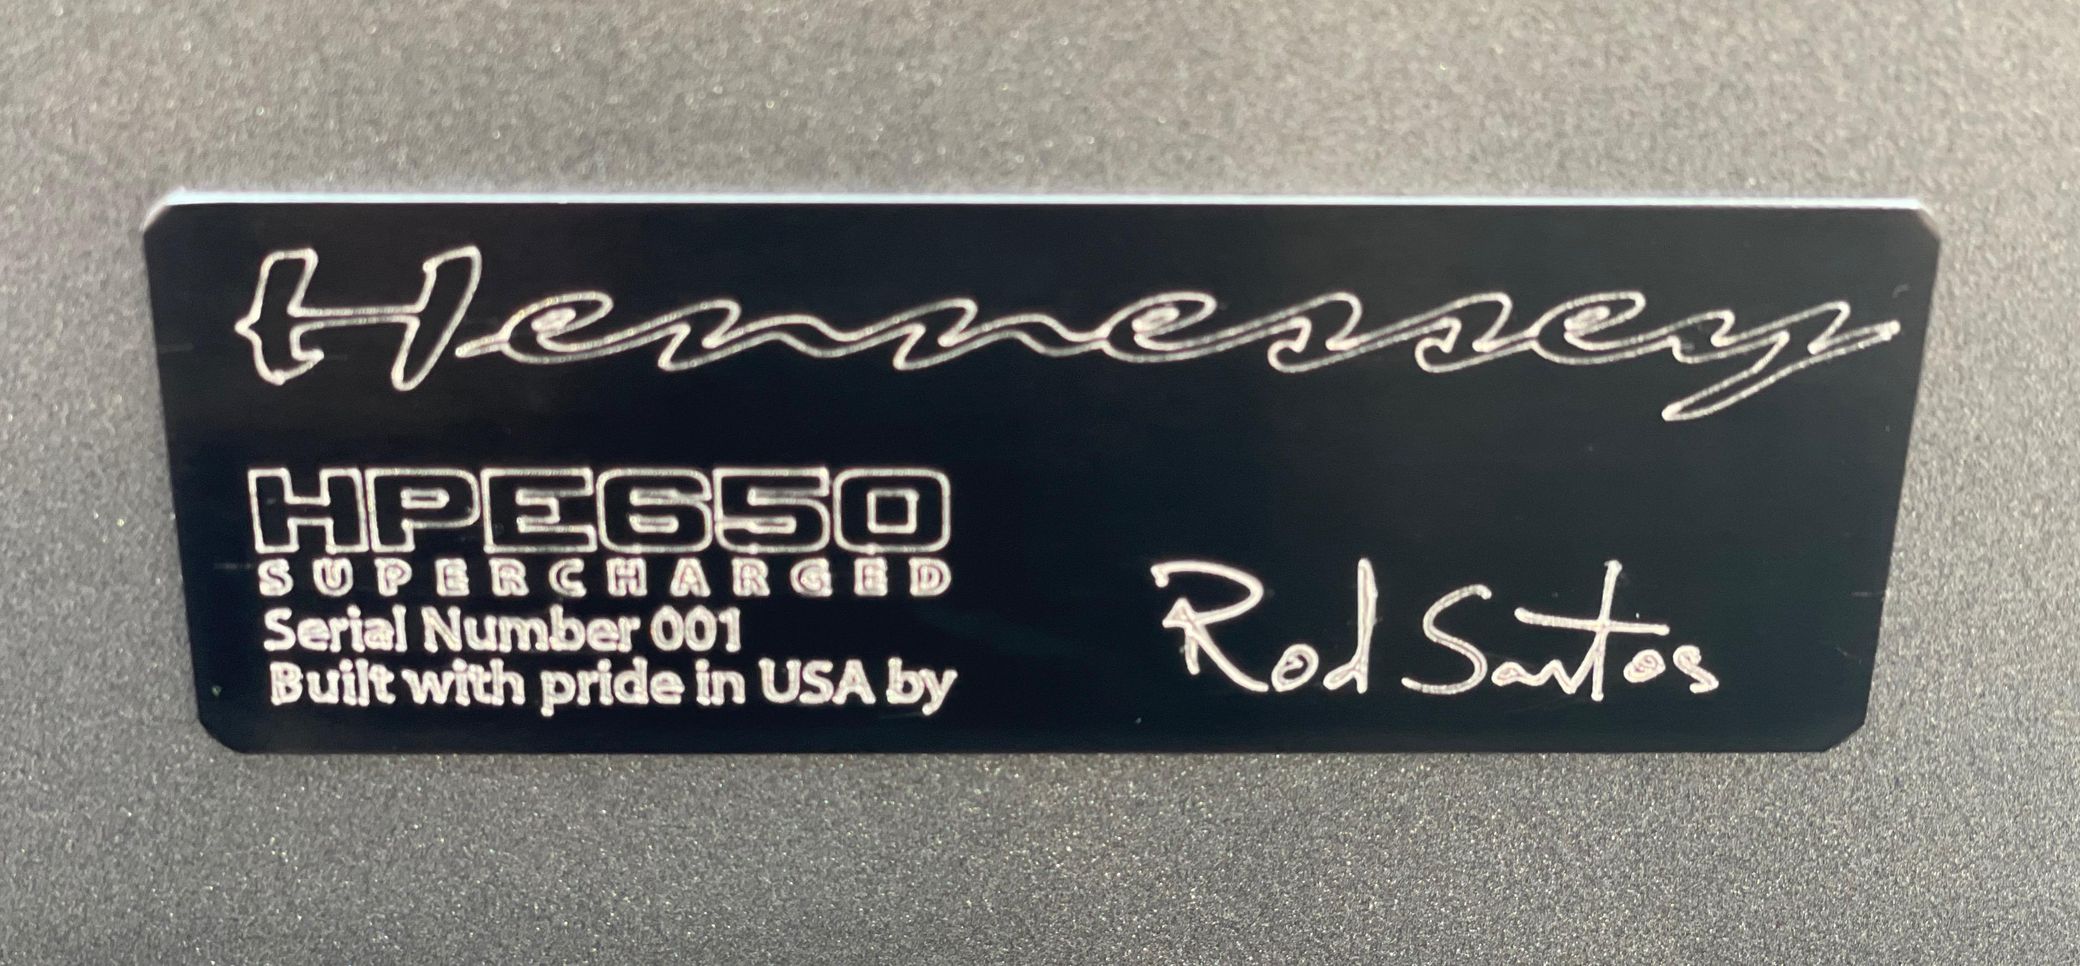 Hennessey
HPE650
SUPERCHARGED
Serial Number 001
Built with pride in USA by
Rod Santos